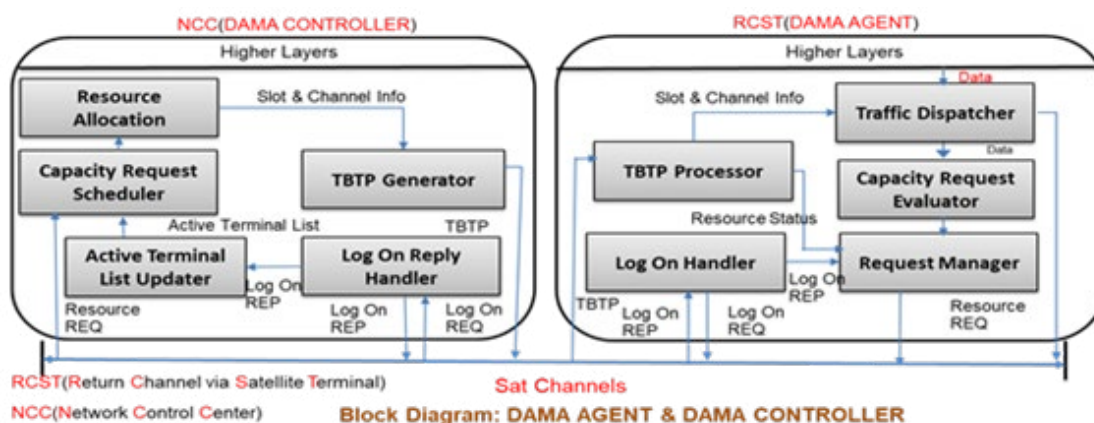 NCC(DAMA CONTROLLER)
Higher Layers
Resource
Allocation
Slot & Channel Info
Capacity Request
Scheduler
TBTP Generator
Active Terminal List
TBTP
Active Terminal
List Updater
Log On Reply
Handler
Log On
REP
Resource
REQ
Log On
REP
Log On
REQ
RCST(DAMA AGENT)
Higher Layers
Data
Slot & Channel Info
Traffic Dispatcher
Data
TBTP Processor
Capacity Request
Evaluator
Resource Status
Log On Handler
Log On
REP
Request Manager
TBTP
Log On
REP
Log On
REQ
Resource
REQ
RCST(Return Channel via Satellite Terminal)
Sat Channels
NCC(Network Control Center)
Block Diagram: DAMA AGENT & DAMA CONTROLLER